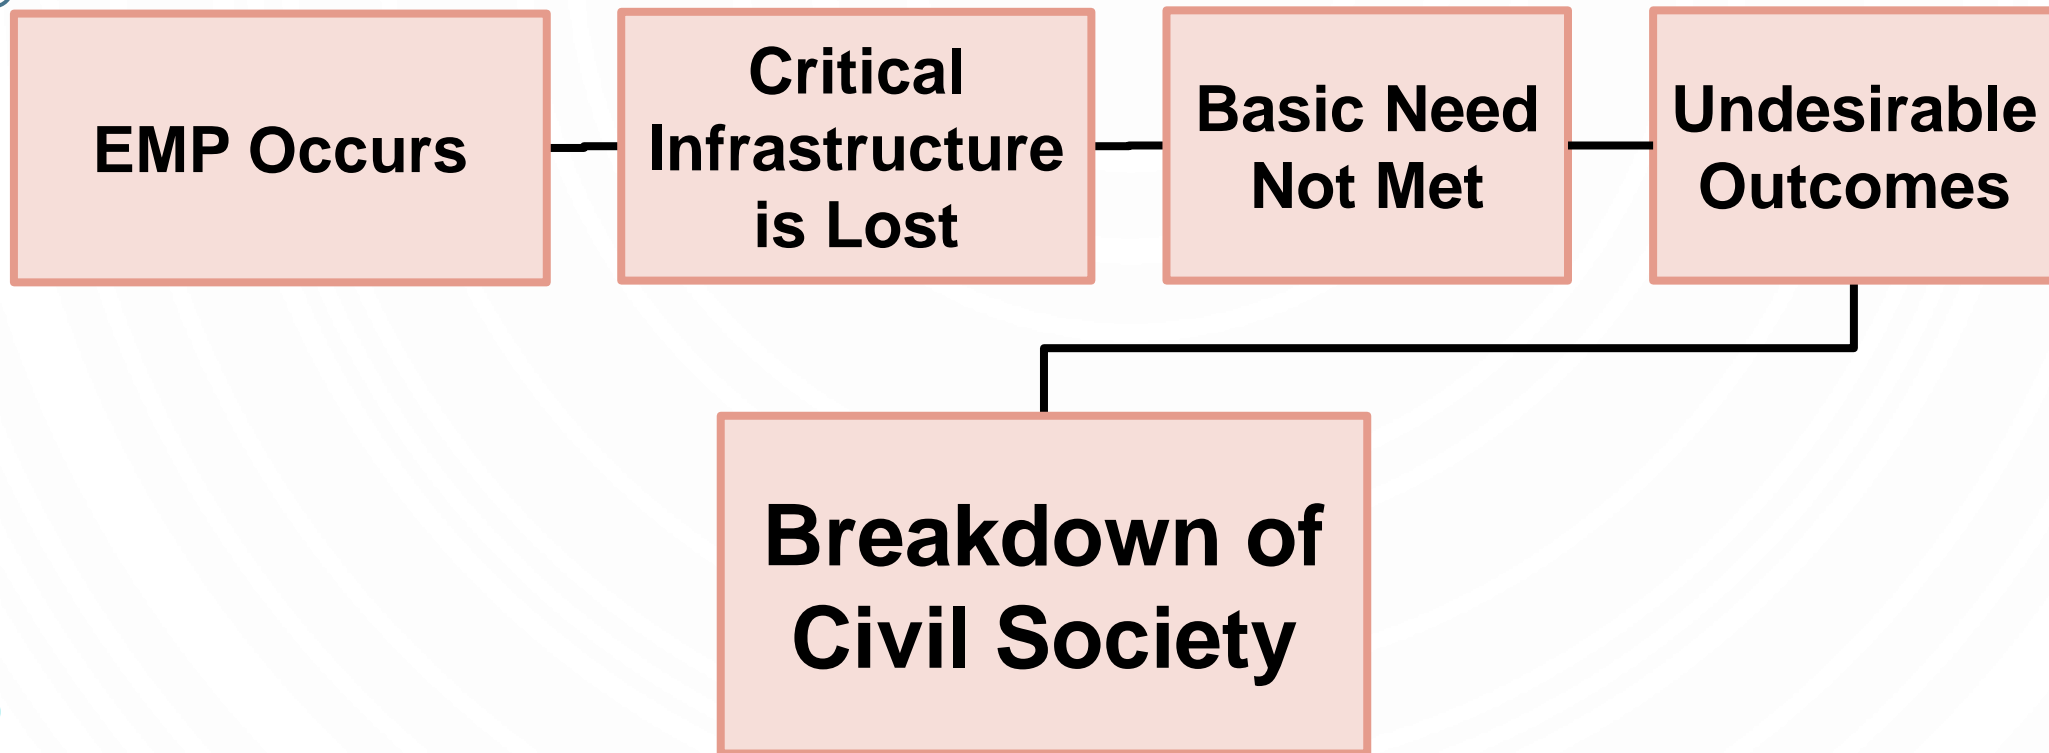 EMP Occurs
Critical
Infrastructure
is Lost
Basic Need
Not Met
Undesirable
Outcomes
Breakdown of
Civil Society